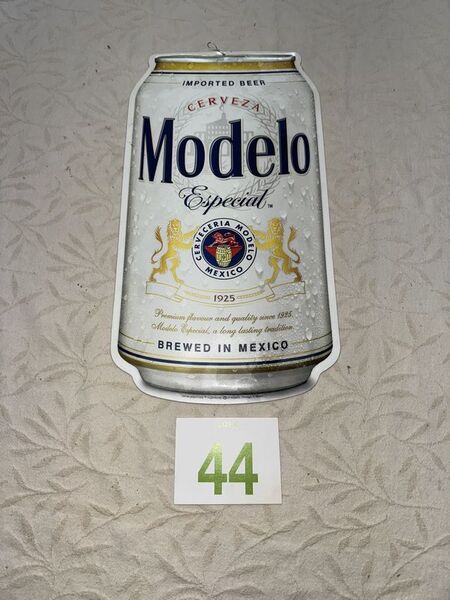 IMPORTED BEER
CERVEZA
Modelo
Especial™
CERVECERIA MODELO
MEXICO
1925
Premium flavour and quality since 1925.
Modelo Especial, a long lasting tradition.
BREWED IN MEXICO
44